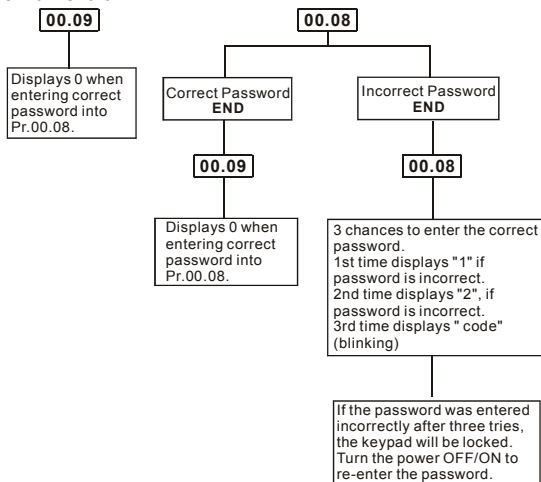 00.09
Displays 0 when
entering correct
password into
Pr.00.08.
00.08
Correct Password
END
00.09
Displays 0 when
entering correct
password into
Pr.00.08.
Incorrect Password
END
00.08
3 chances to enter the correct
password.
1st time displays "1" if
password is incorrect.
2nd time displays "2", if
password is incorrect.
3rd time displays " code"
(blinking)
If the password was entered
incorrectly after three tries,
the keypad will be locked.
Turn the power OFF/ON to
re-enter the password.